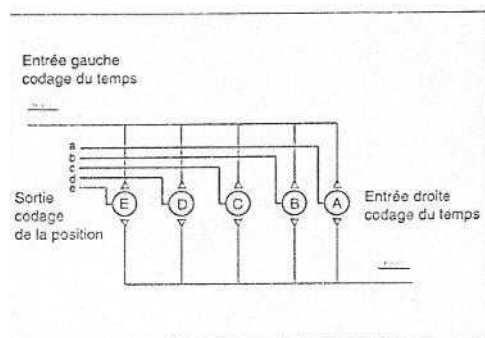 Entrée gauche
codage du temps
a
b
c
d
e
E D C B A
Sortie
codage
de la position
Entrée droite
codage du temps